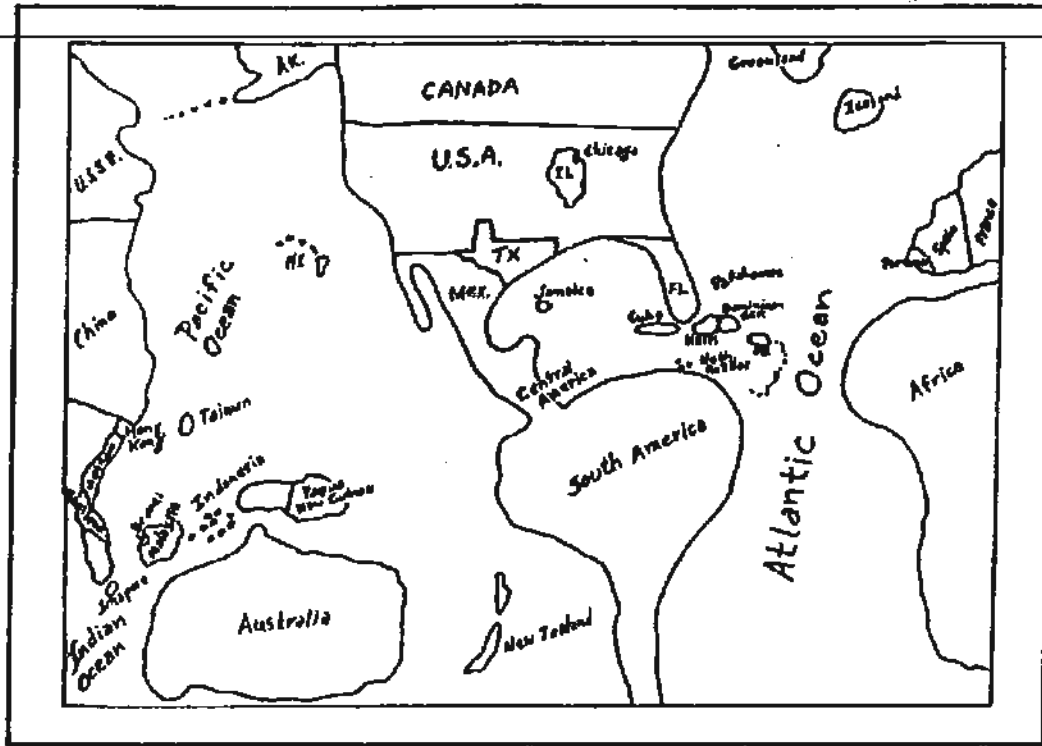 AK.
CANADA
Greenland
Iceland
U.S.S.R.
U.S.A.
Chicago
IL
Spain
France
HI
TX
Pacific
Ocean
MEX.
Jamaica
FL
Bahamas
Cuba
Dominican
Haiti
PR
China
Central
America
Atlantic Ocean
Africa
Hong
Kong
Taiwan
South America
Indonesia
Papua
New Guinea
Brunei
Australia
New Zealand
Indian
Ocean